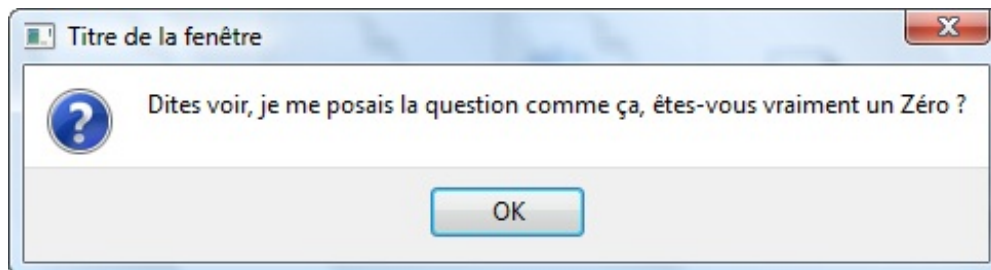 Titre de la fenêtre
Dites voir, je me posais la question comme ça, êtes-vous vraiment un Zéro ?
OK